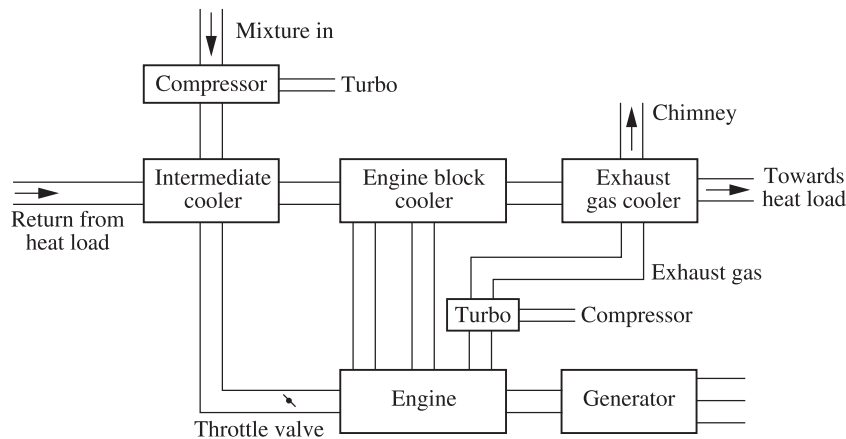 Mixture in
Compressor
Turbo
Chimney
Intermediate
cooler
Engine block
cooler
Exhaust
gas cooler
Towards
heat load
Return from
heat load
Exhaust gas
Turbo
Compressor
Engine
Generator
Throttle valve